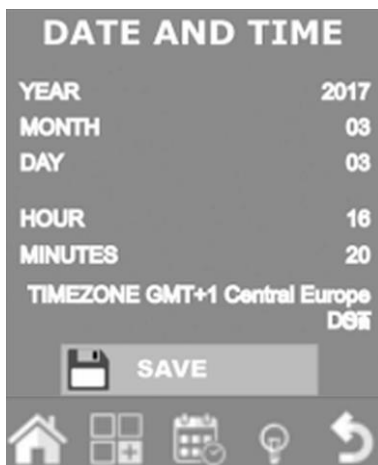 DATE AND TIME
YEAR 2017
MONTH 03
DAY 03
HOUR 16
MINUTES 20
TIMEZONE GMT+1 Central Europe
SAVE